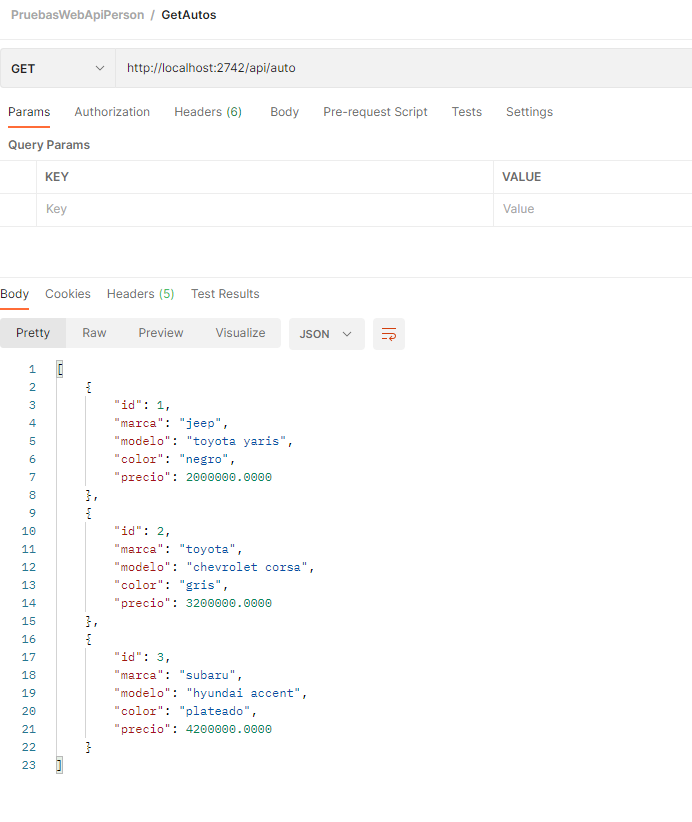 PruebasWebApiPerson / GetAutos
GET http://localhost:2742/api/auto
Params Authorization Headers (6) Body Pre-request Script Tests Settings
Query Params
KEY VALUE
Key Value
Body Cookies Headers (5) Test Results
Pretty Raw Preview Visualize JSON
1 [
2 {
3 "id": 1,
4 "marca": "jeep",
5 "modelo": "toyota yaris",
6 "color": "negro",
7 "precio": 2000000.0000
8 },
9 {
10 "id": 2,
11 "marca": "toyota",
12 "modelo": "chevrolet corsa",
13 "color": "gris",
14 "precio": 3200000.0000
15 },
16 {
17 "id": 3,
18 "marca": "subaru",
19 "modelo": "hyundai accent",
20 "color": "plateado",
21 "precio": 4200000.0000
22 }
23 ]